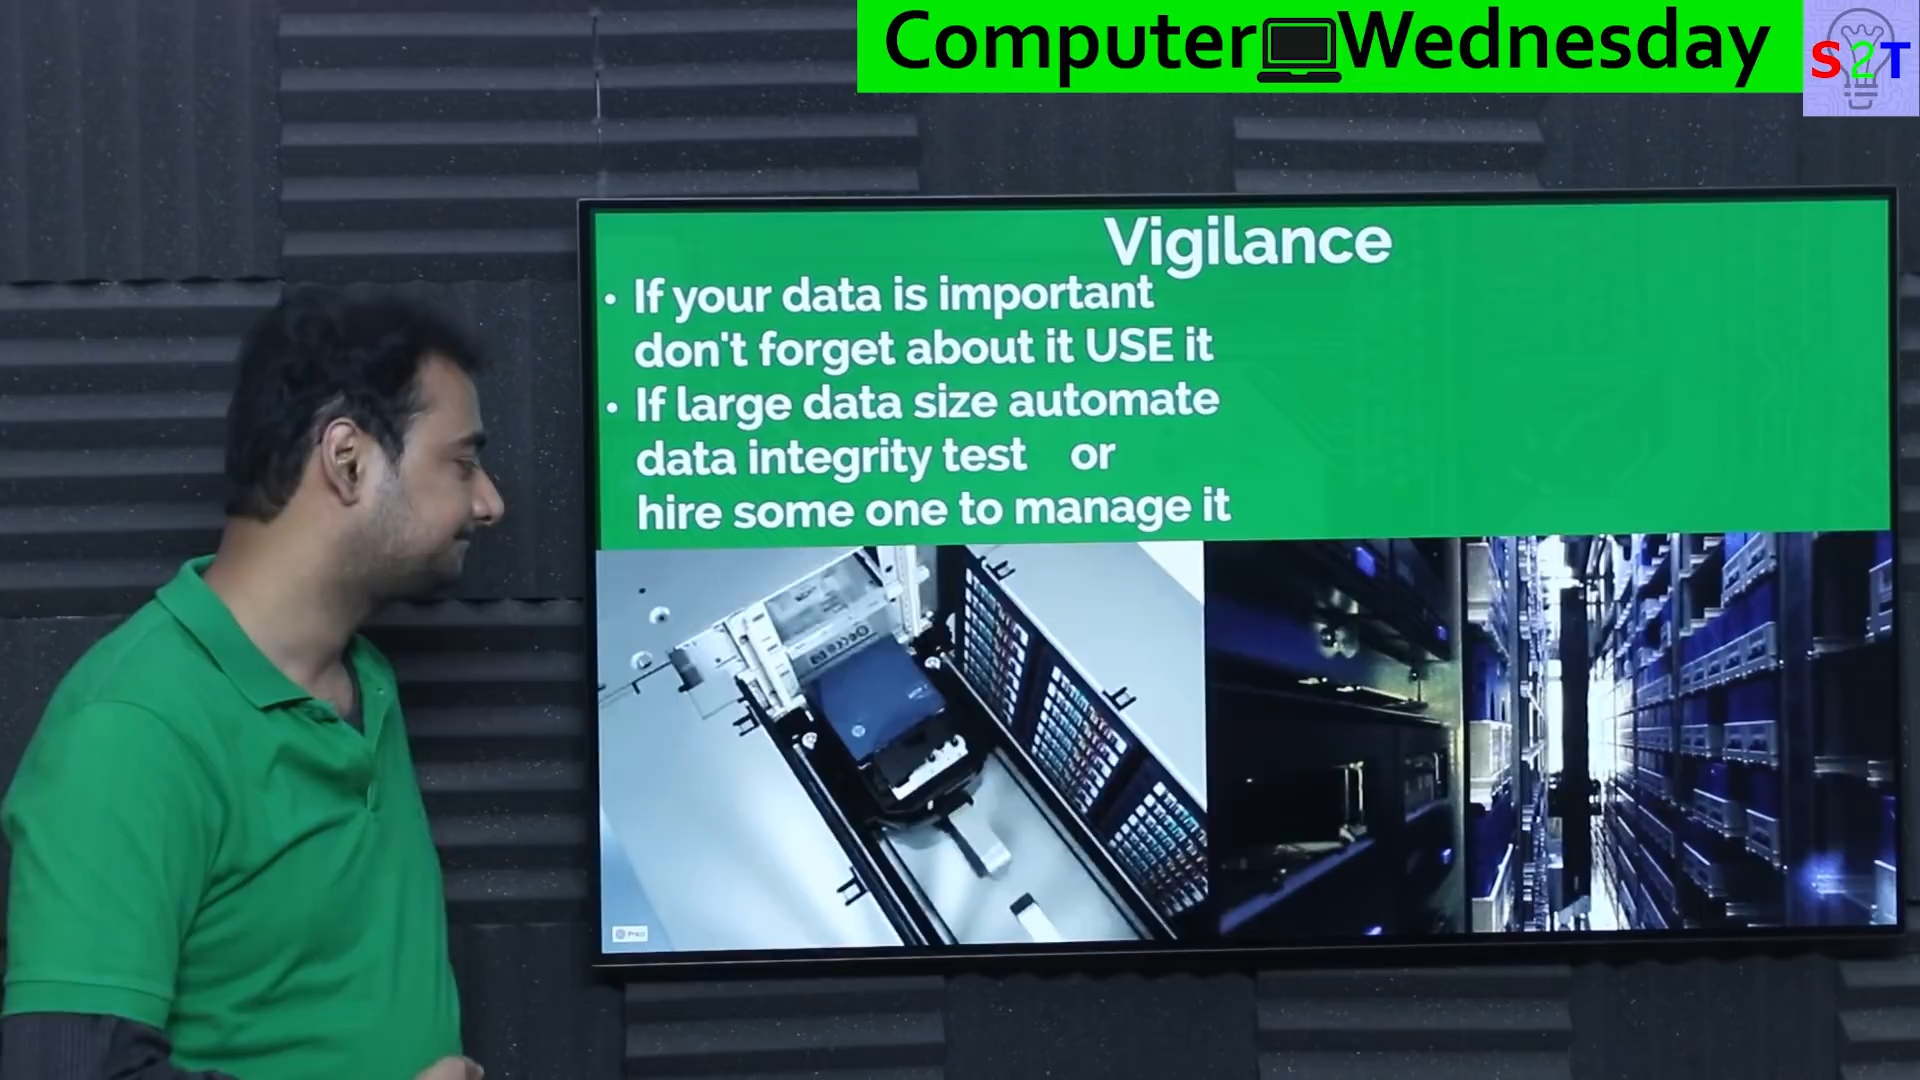 Computer Wednesday
S2T
Vigilance
• If your data is important
don't forget about it USE it
• If large data size automate
data integrity test or
hire some one to manage it
Prezi